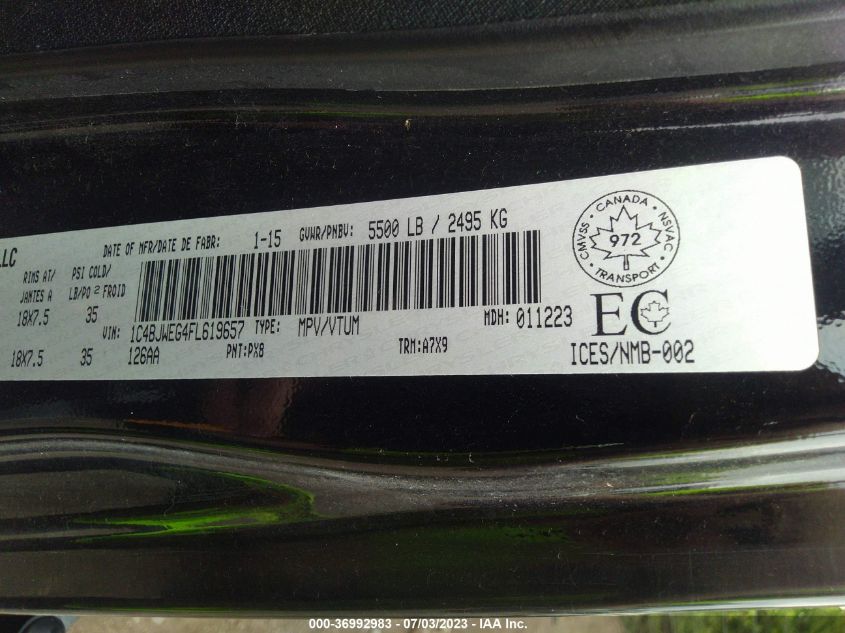 LLC
DATE OF MFR/DATE DE FABR: 1-15 GVWR/PNBV: 5500 LB / 2495 KG
RIMS AT/ PSI COLD/
JANTES A LB/PO 2 FROID
18X7.5 35
VIN: 1C4BJWEG4FL619657 TYPE: MPV/VTUM MDH: 011223
18X7.5 35 126AA PNT:PX8 TRM:A7X9
CMVSS CANADA NSVAC
972
TRANSPORT
EC
ICES/NMB-002
000-36992983 - 07/03/2023 - IAA Inc.